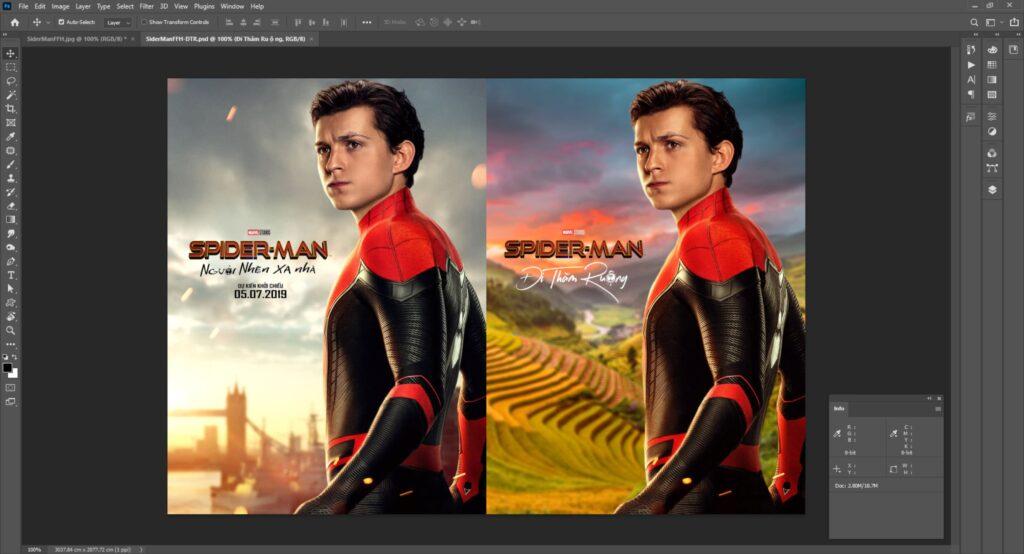 Ps File Edit Image Layer Type Select Filter 3D View Plugins Window Help
Auto-Select: Layer Show Transform Controls 3D Mode:
SiderManFFH.jpg @ 100% (RGB/8) * × SiderManFFH-DTR.psd @ 100% (Đi Thăm Ru ộ ng, RGB/8) ×
MARVEL STUDIOS
SPIDER-MAN
Người Nhện Xa nhà
DỰ KIẾN KHỞI CHIẾU
05.07.2019
MARVEL STUDIOS
SPIDER-MAN
Đi Thăm Ruộng
Info
R :
G :
B :
8-bit
C :
M :
Y :
K :
8-bit
X :
Y :
W :
H :
Doc: 2.80M/18.7M
100% 3037.84 cm x 2077.72 cm (1 ppi)